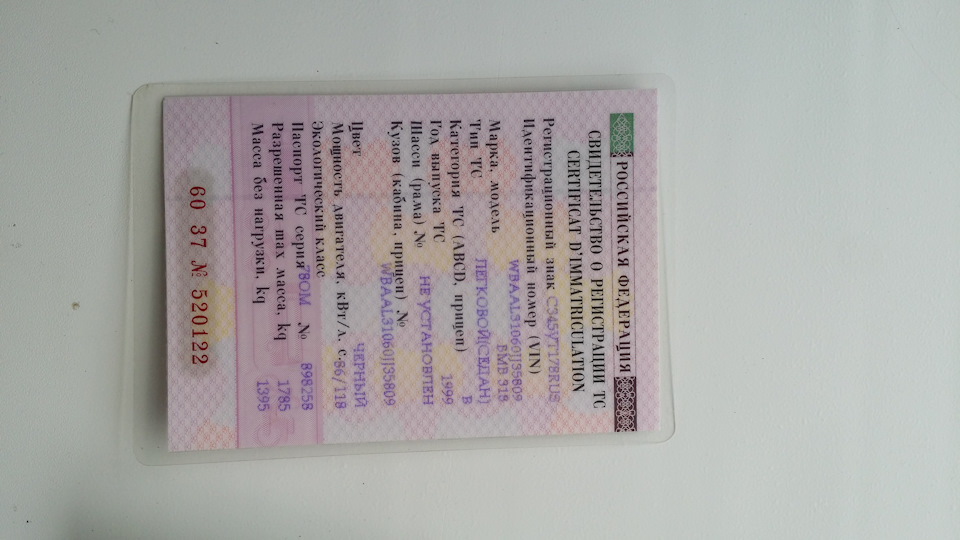 РОССИЙСКАЯ ФЕДЕРАЦИЯ
СВИДЕТЕЛЬСТВО О РЕГИСТРАЦИИ ТС
CERTIFICAT D'IMMATRICULATION
Регистрационный знак С345УТ178RUS
Идентификационный номер (VIN)
WBAAL31060JJ35809
Марка, модель БМВ 318
Тип ТС ЛЕГКОВОЙ(СЕДАН)
Категория ТС (ABCD, прицеп) В
Год выпуска ТС 1999
Шасси (рама) № НЕ УСТАНОВЛЕН
Кузов (кабина, прицеп) №
WBAAL31060JJ35809
Цвет ЧЕРНЫЙ
Мощность двигателя, кВт/л. с. 86/118
Экологический класс
Паспорт ТС серия 78ОМ № 898258
Разрешенная max масса, kg 1785
Масса без нагрузки, kg 1395
60 37 № 520122